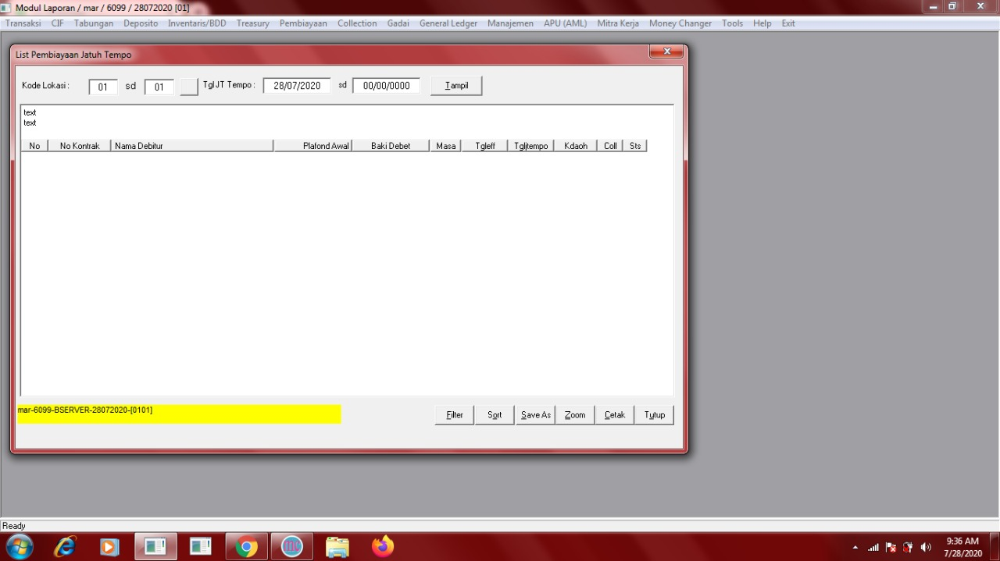 Modul Laporan / mar / 6099 / 28072020 [01]
Transaksi CIF Tabungan Deposito Inventaris/BDD Treasury Pembiayaan Collection Gadai General Ledger Manajemen APU (AML) Mitra Kerja Money Changer Tools Help Exit
List Pembiayaan Jatuh Tempo
Kode Lokasi : 01 sd 01 Tgl JT Tempo : 28/07/2020 sd 00/00/0000 Tampil
text
text
No No Kontrak Nama Debitur Plafond Awal Baki Debet Masa Tgleff Tgljtempo Kdaoh Coll Sts
mar-6099-BSERVER-28072020-[0101]
Filter Sort Save As Zoom Cetak Tutup
Ready
9:36 AM
7/28/2020